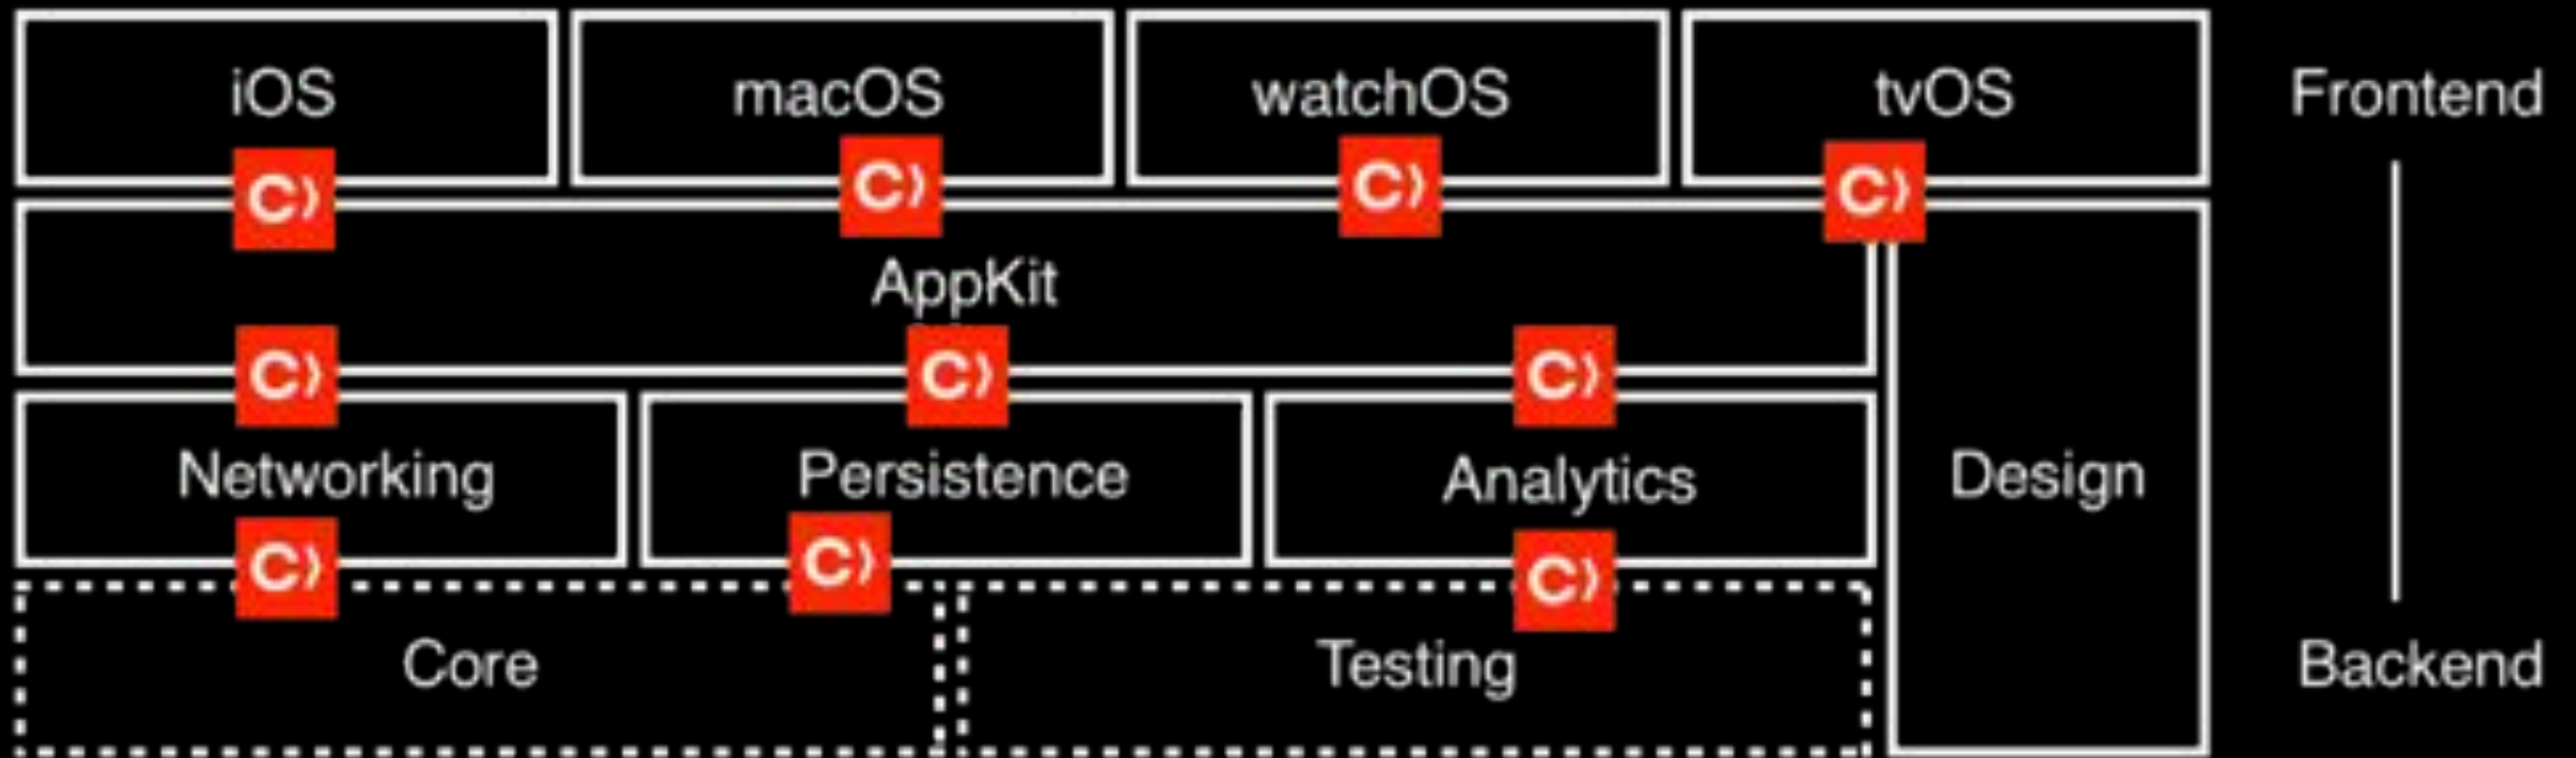 iOS
macOS
watchOS
tvOS
Frontend
C)
C)
C)
C)
AppKit
C)
C)
C)
Networking
Persistence
Analytics
Design
C)
C)
C)
Core
Testing
Backend